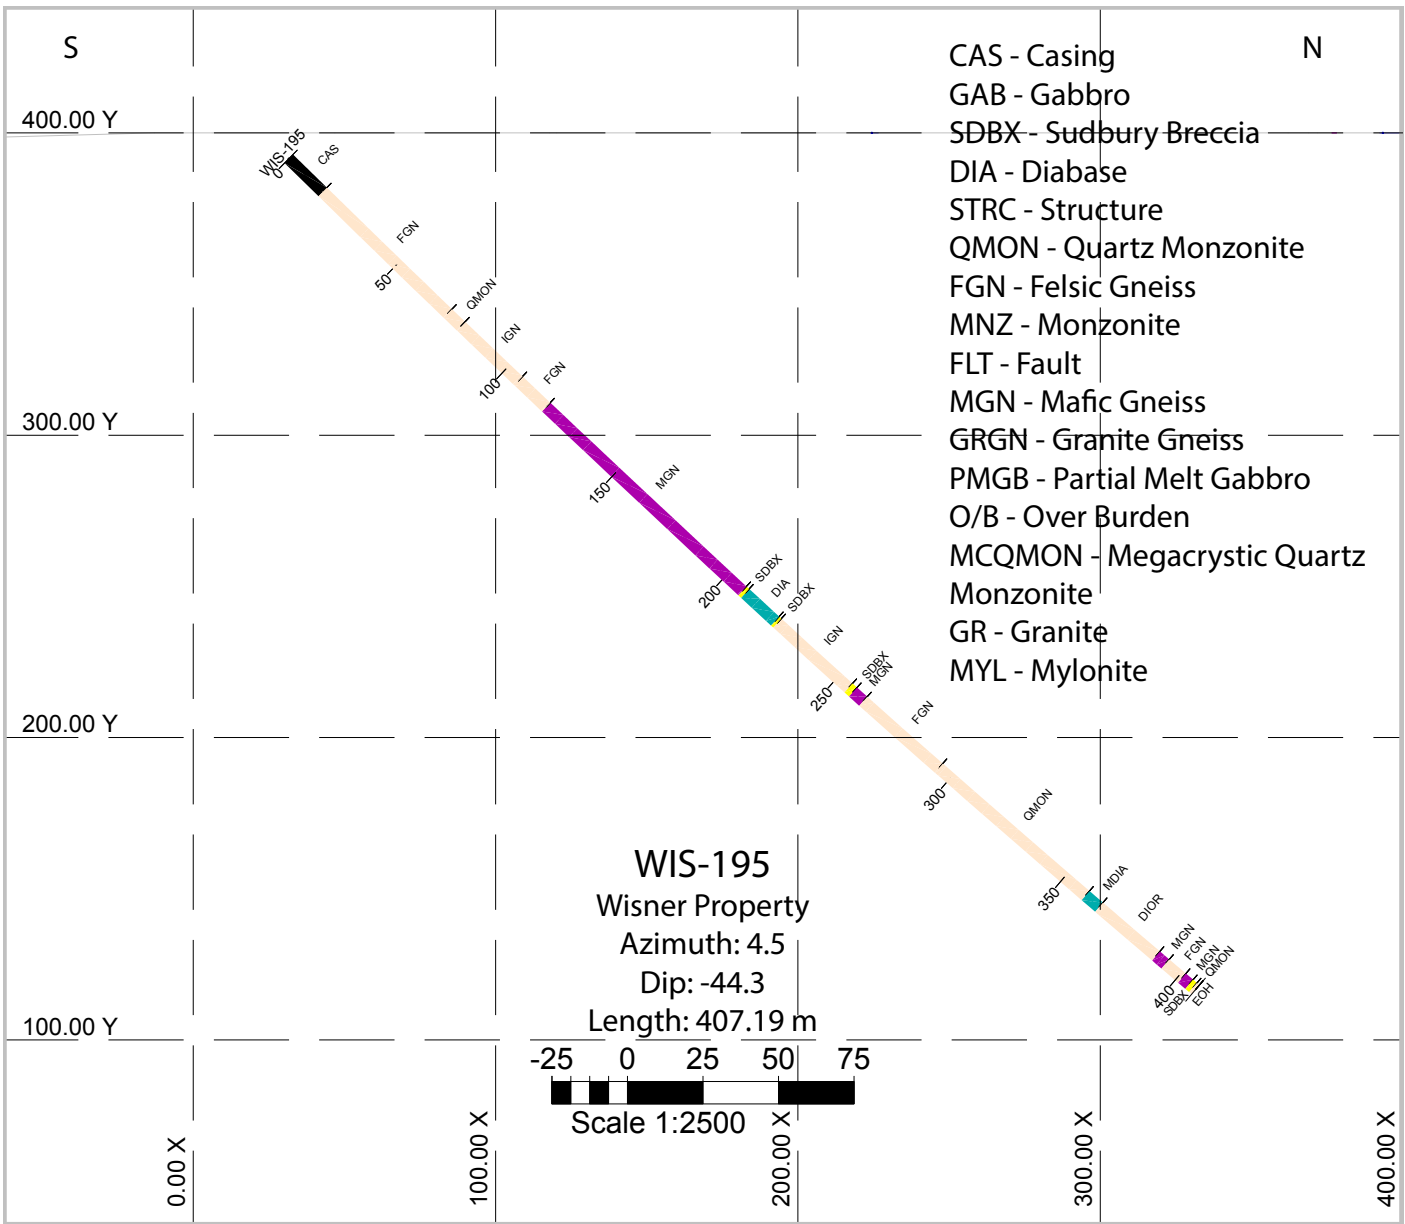 S
N
CAS - Casing
GAB - Gabbro
SDBX - Sudbury Breccia
DIA - Diabase
STRC - Structure
QMON - Quartz Monzonite
FGN - Felsic Gneiss
MNZ - Monzonite
FLT - Fault
MGN - Mafic Gneiss
GRGN - Granite Gneiss
PMGB - Partial Melt Gabbro
O/B - Over Burden
MCQMON - Megacrystic Quartz
Monzonite
GR - Granite
MYL - Mylonite
400.00 Y
300.00 Y
200.00 Y
100.00 Y
WIS-195
0
CAS
FGN
50
QMON
IGN
100
FGN
150
MGN
200
SDBX
DIA
SDBX
IGN
250
SDBX
MGN
FGN
300
QMON
350
MDIA
DIOR
MGN
FGN
MGN
QMON
400
SDBX
EOH
WIS-195
Wisner Property
Azimuth: 4.5
Dip: -44.3
Length: 407.19 m
-25 0 25 50 75
Scale 1:2500
0.00 X
100.00 X
200.00 X
300.00 X
400.00 X